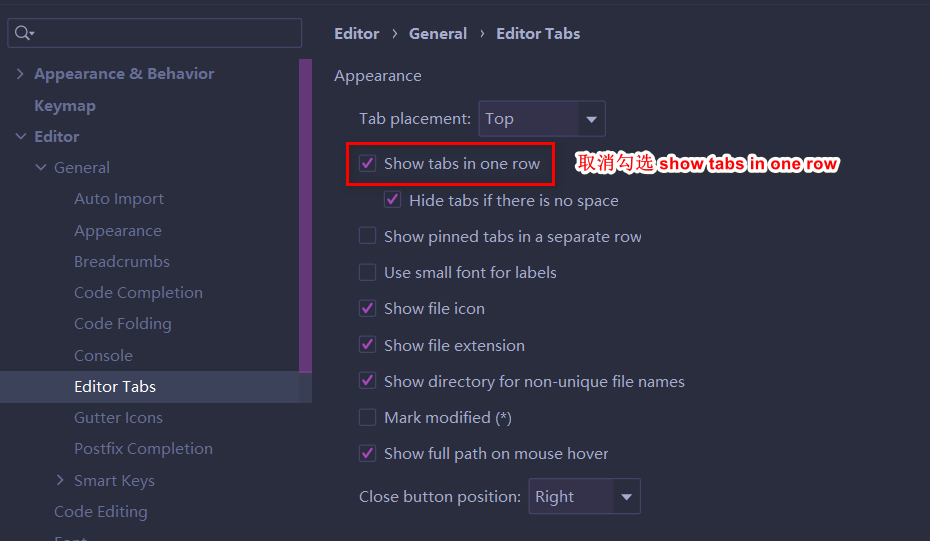 Editor › General › Editor Tabs
Appearance & Behavior
Keymap
Editor
General
Auto Import
Appearance
Breadcrumbs
Code Completion
Code Folding
Console
Editor Tabs
Gutter Icons
Postfix Completion
Smart Keys
Code Editing
Font
Appearance
Tab placement: Top
Show tabs in one row 取消勾选 show tabs in one row
Hide tabs if there is no space
Show pinned tabs in a separate row
Use small font for labels
Show file icon
Show file extension
Show directory for non-unique file names
Mark modified (*)
Show full path on mouse hover
Close button position: Right